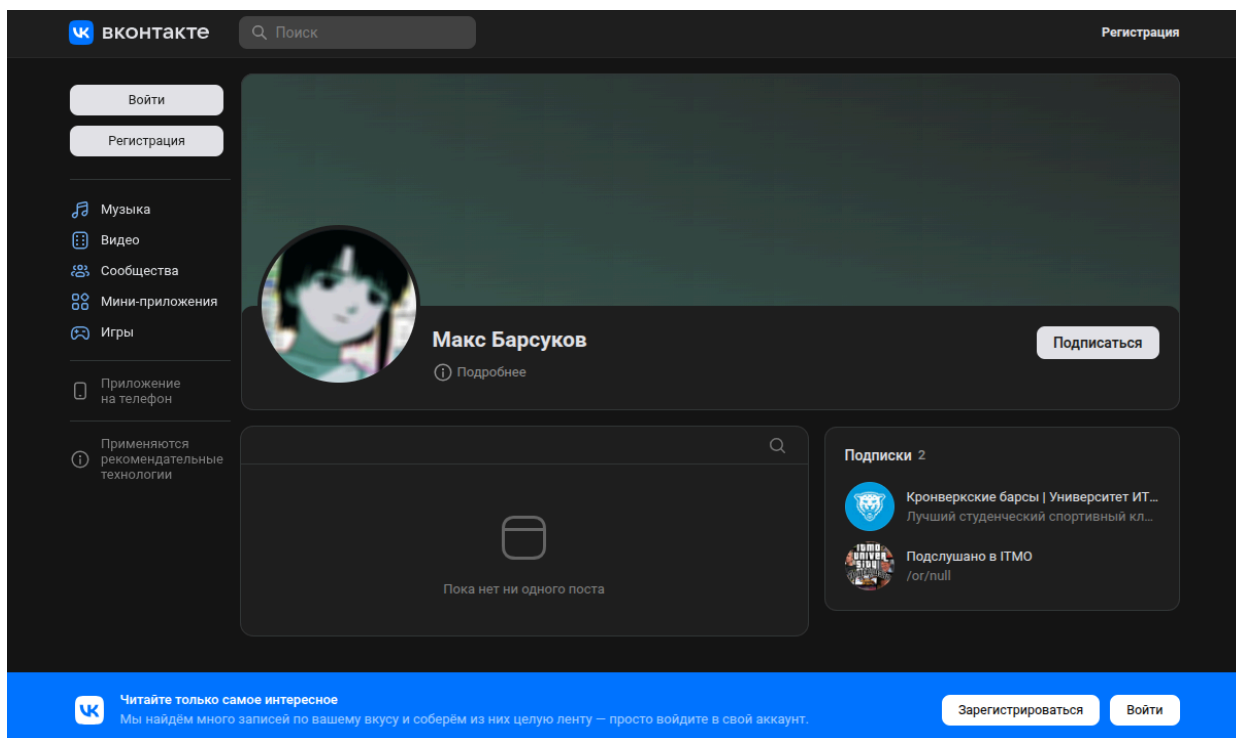 вконтакте
Поиск
Регистрация
Войти
Регистрация
Музыка
Видео
Сообщества
Мини-приложения
Игры
Приложение
на телефон
Применяются
рекомендательные
технологии
Макс Барсуков
Подробнее
Подписаться
Пока нет ни одного поста
Подписки 2
Кронверкские барсы | Университет ИТ...
Лучший студенческий спортивный кл...
ITMO
UNIVER
SITY
Подслушано в ITMO
/or/null
Читайте только самое интересное
Мы найдём много записей по вашему вкусу и соберём из них целую ленту — просто войдите в свой аккаунт.
Зарегистрироваться
Войти